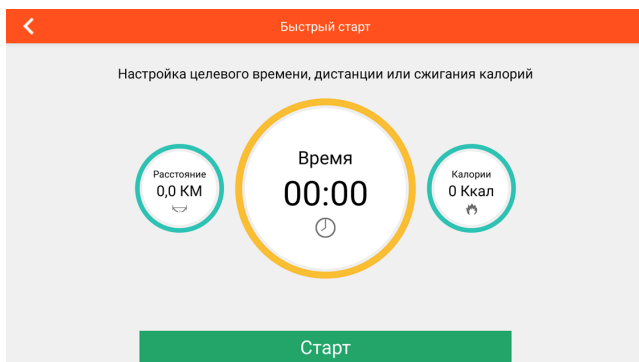 Быстрый старт
Настройка целевого времени, дистанции или сжигания калорий
Расстояние
0,0 КМ
Время
00:00
Калории
0 Ккал
Старт